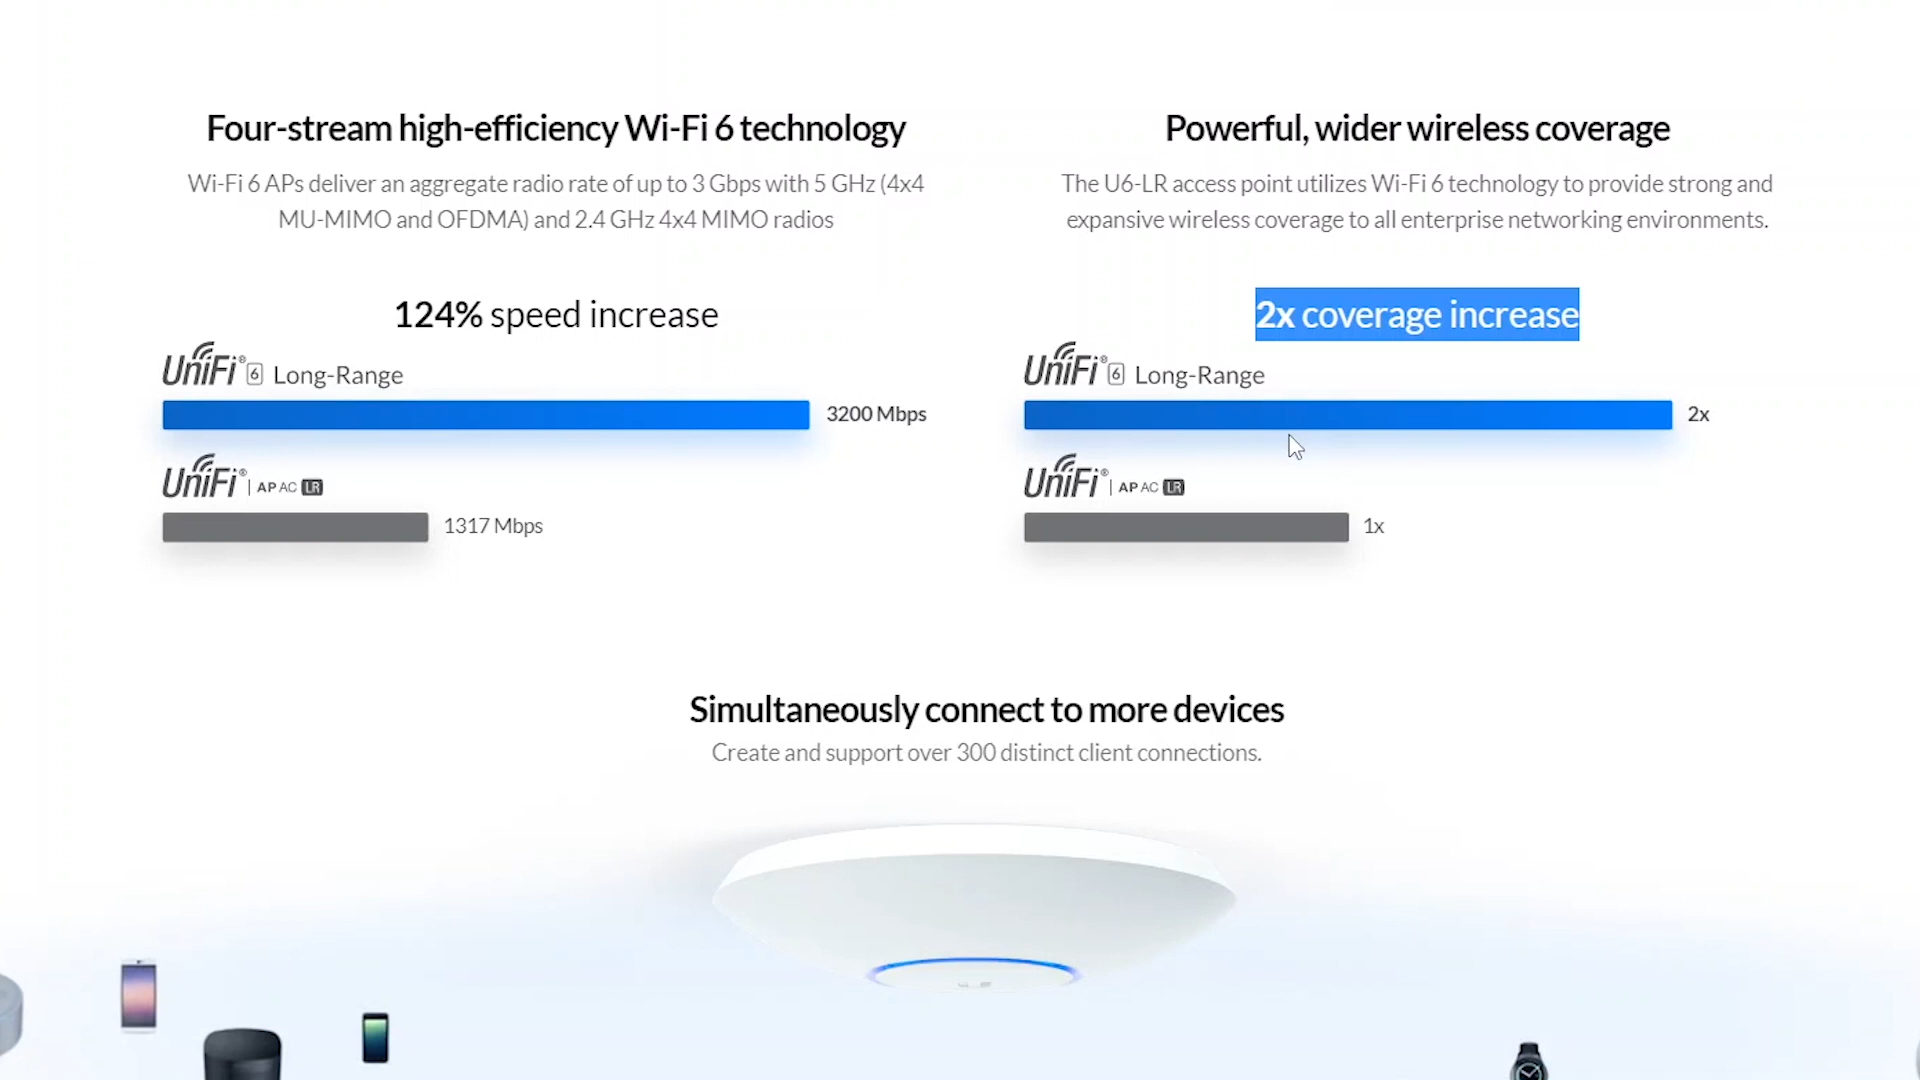 Four-stream high-efficiency Wi-Fi 6 technology
Wi-Fi 6 APs deliver an aggregate radio rate of up to 3 Gbps with 5 GHz (4x4
MU-MIMO and OFDMA) and 2.4 GHz 4x4 MIMO radios
124% speed increase
UniFi® 6 Long-Range
3200 Mbps
UniFi® | AP AC LR
1317 Mbps
Powerful, wider wireless coverage
The U6-LR access point utilizes Wi-Fi 6 technology to provide strong and
expansive wireless coverage to all enterprise networking environments.
2x coverage increase
UniFi® 6 Long-Range
2x
UniFi® | AP AC LR
1x
Simultaneously connect to more devices
Create and support over 300 distinct client connections.